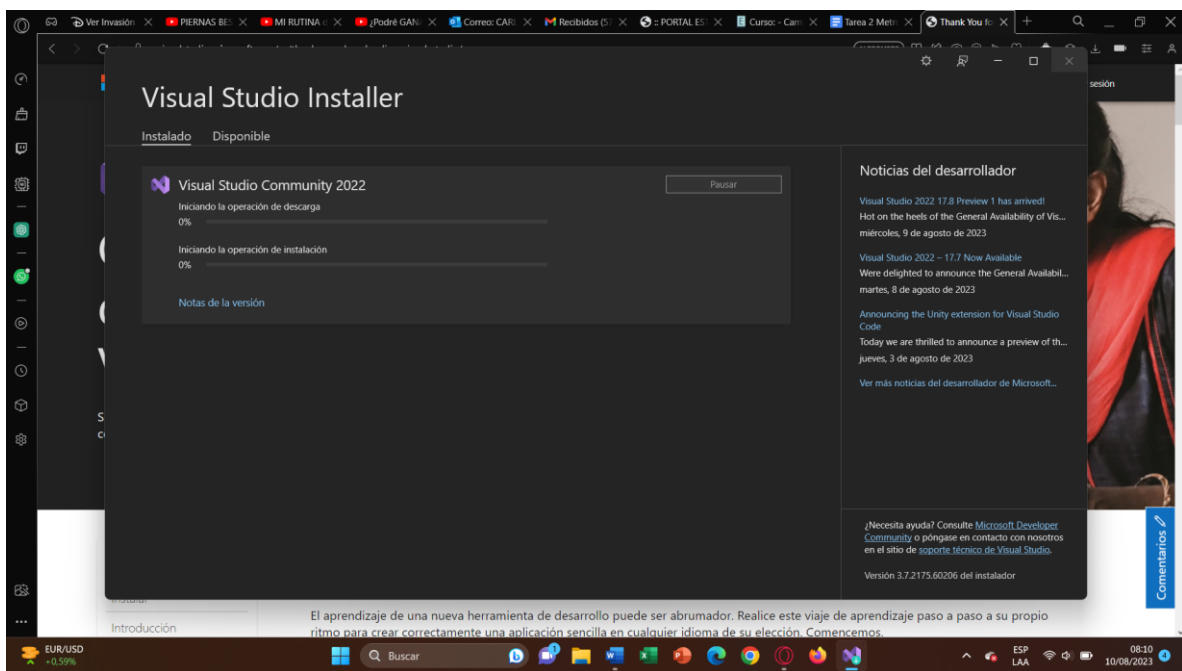 Ver Invasión
PIERNAS BES
MI RUTINA d
¿Podré GANA
Correo: CARL
Recibidos (57
:: PORTAL EST
Curso: - Cam
Tarea 2 Metr
Thank You fo
sesión
Visual Studio Installer
Instalado Disponible
Visual Studio Community 2022
Pausar
Iniciando la operación de descarga
0%
Iniciando la operación de instalación
0%
Notas de la versión
Noticias del desarrollador
Visual Studio 2022 17.8 Preview 1 has arrived!
Hot on the heels of the General Availability of Vis...
miércoles, 9 de agosto de 2023
Visual Studio 2022 – 17.7 Now Available
Were delighted to announce the General Availabil...
martes, 8 de agosto de 2023
Announcing the Unity extension for Visual Studio
Code
Today we are thrilled to announce a preview of th...
jueves, 3 de agosto de 2023
Ver más noticias del desarrollador de Microsoft...
¿Necesita ayuda? Consulte Microsoft Developer
Community o póngase en contacto con nosotros
en el sitio de soporte técnico de Visual Studio.
Versión 3.7.2175.60206 del instalador
Comentarios
Introducción
El aprendizaje de una nueva herramienta de desarrollo puede ser abrumador. Realice este viaje de aprendizaje paso a paso a su propio
ritmo para crear correctamente una aplicación sencilla en cualquier idioma de su elección. Comencemos.
EUR/USD
+0,59%
Buscar
ESP
LAA
08:10
10/08/2023
4